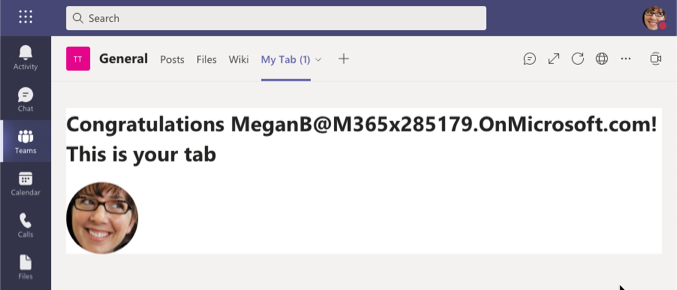 Search
Activity
Chat
Teams
Calendar
Calls
Files
TT General Posts Files Wiki My Tab (1)
Congratulations MeganB@M365x285179.OnMicrosoft.com!
This is your tab